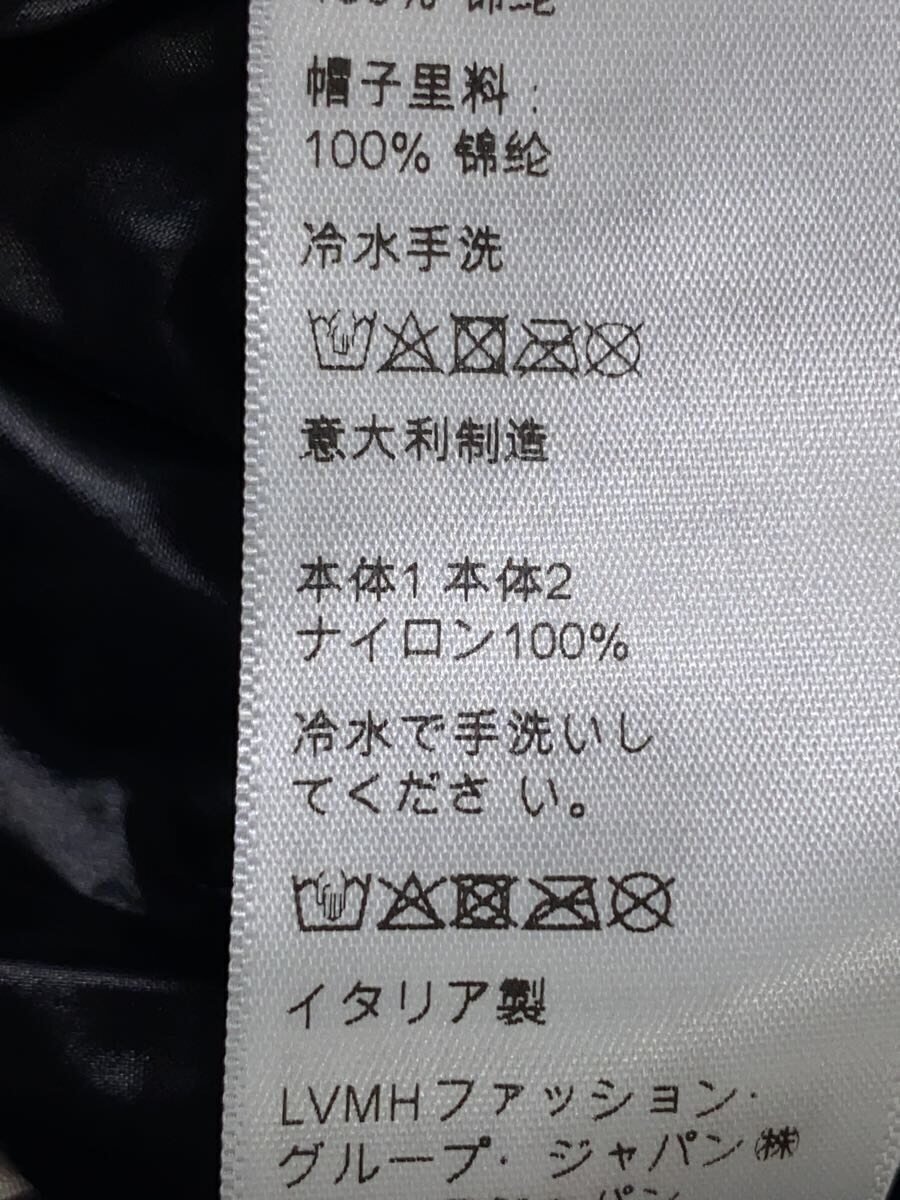 100% 锦纶
帽子里料：
100% 锦纶
冷水手洗
意大利制造
本体1 本体2
ナイロン100%
冷水で手洗いし
てくださ い。
イタリア製
LVMHファッション·
グループ· ジャパン㈱